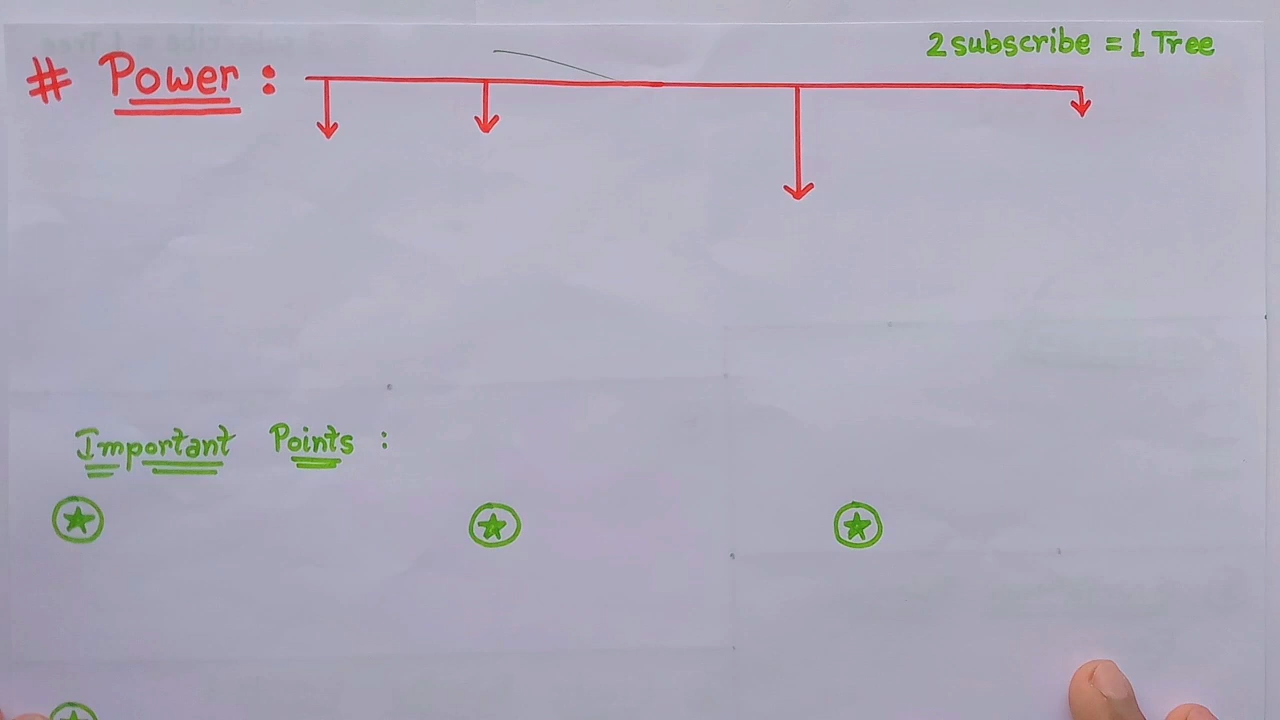 2 subscribe = 1 Tree
# Power :
Important Points :